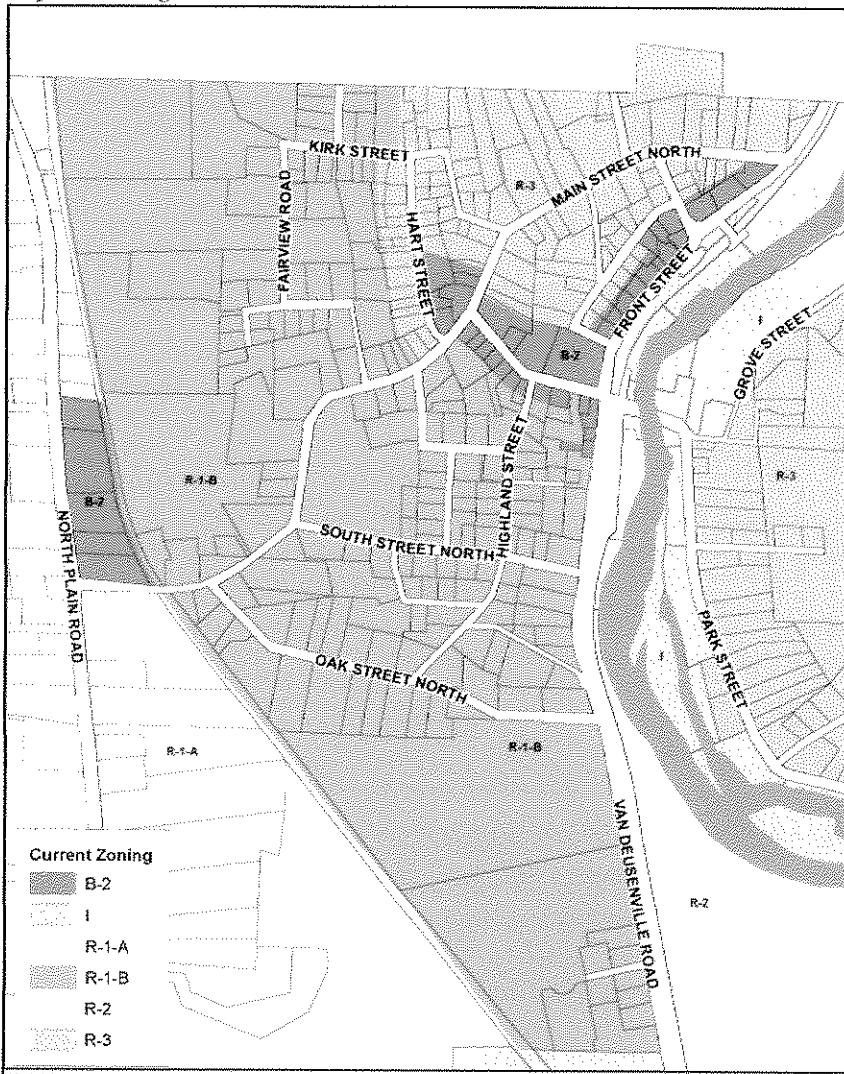 KIRK STREET
MAIN STREET NORTH
R-3
FAIRVIEW ROAD
HART STREET
FRONT STREET
I
GROVE STREET
B-2
R-1-B
HIGHLAND STREET
R-3
B-2
NORTH PLAIN ROAD
SOUTH STREET NORTH
PARK STREET
I
OAK STREET NORTH
R-1-A
R-1-B
VAN DEUSENVILLE ROAD
R-2
Current Zoning
B-2
I
R-1-A
R-1-B
R-2
R-3